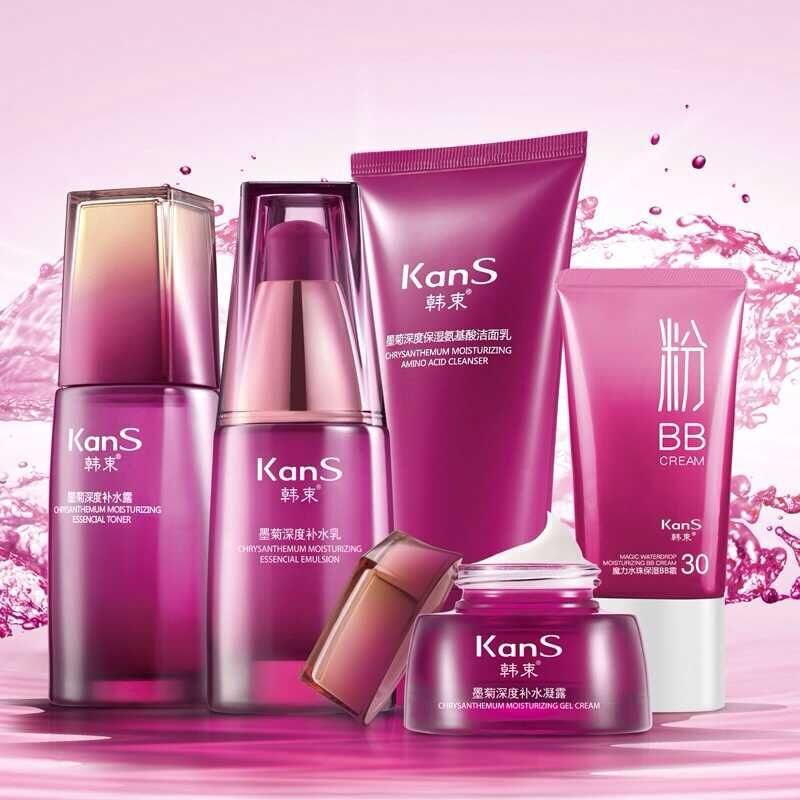 KanS
韩束®
墨菊深度补水露
CHRYSANTHEMUM MOISTURIZING
ESSENCIAL TONER
KanS
韩束®
墨菊深度补水乳
CHRYSANTHEMUM MOISTURIZING
ESSENCIAL EMULSION
KanS
韩束®
墨菊深度保湿氨基酸洁面乳
CHRYSANTHEMUM MOISTURIZING
AMINO ACID CLEANSER
KanS
韩束®
墨菊深度补水凝露
CHRYSANTHEMUM MOISTURIZING GEL CREAM
粉
BB
CREAM
KanS
韩束®
MAGIC WATERDROP
MOISTURIZING BB CREAM
魔力水珠保湿BB霜
30